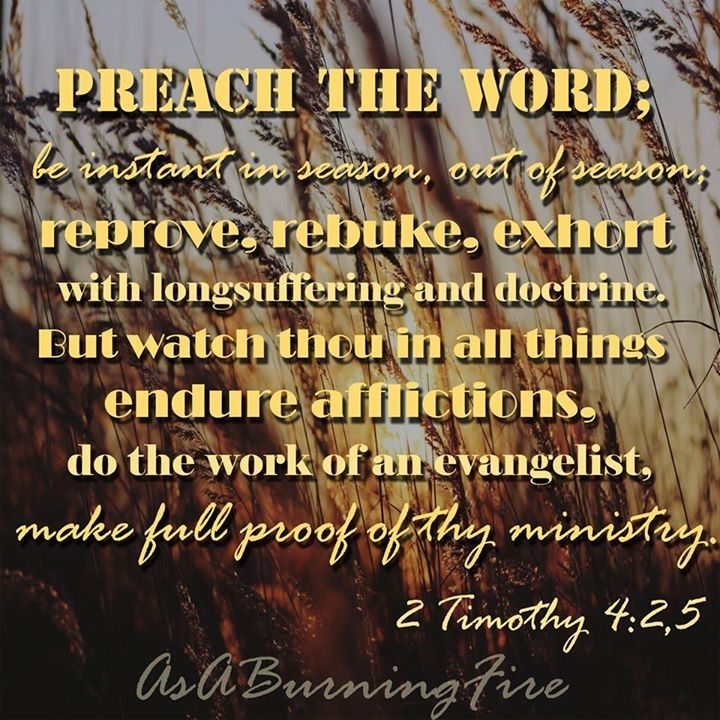 PREACH THE WORD;
be instant in season, out of season;
reprove, rebuke, exhort
with longsuffering and doctrine.
But watch thou in all things
endure afflictions,
do the work of an evangelist,
make full proof of thy ministry.
2 Timothy 4:2,5
AsABurningFire